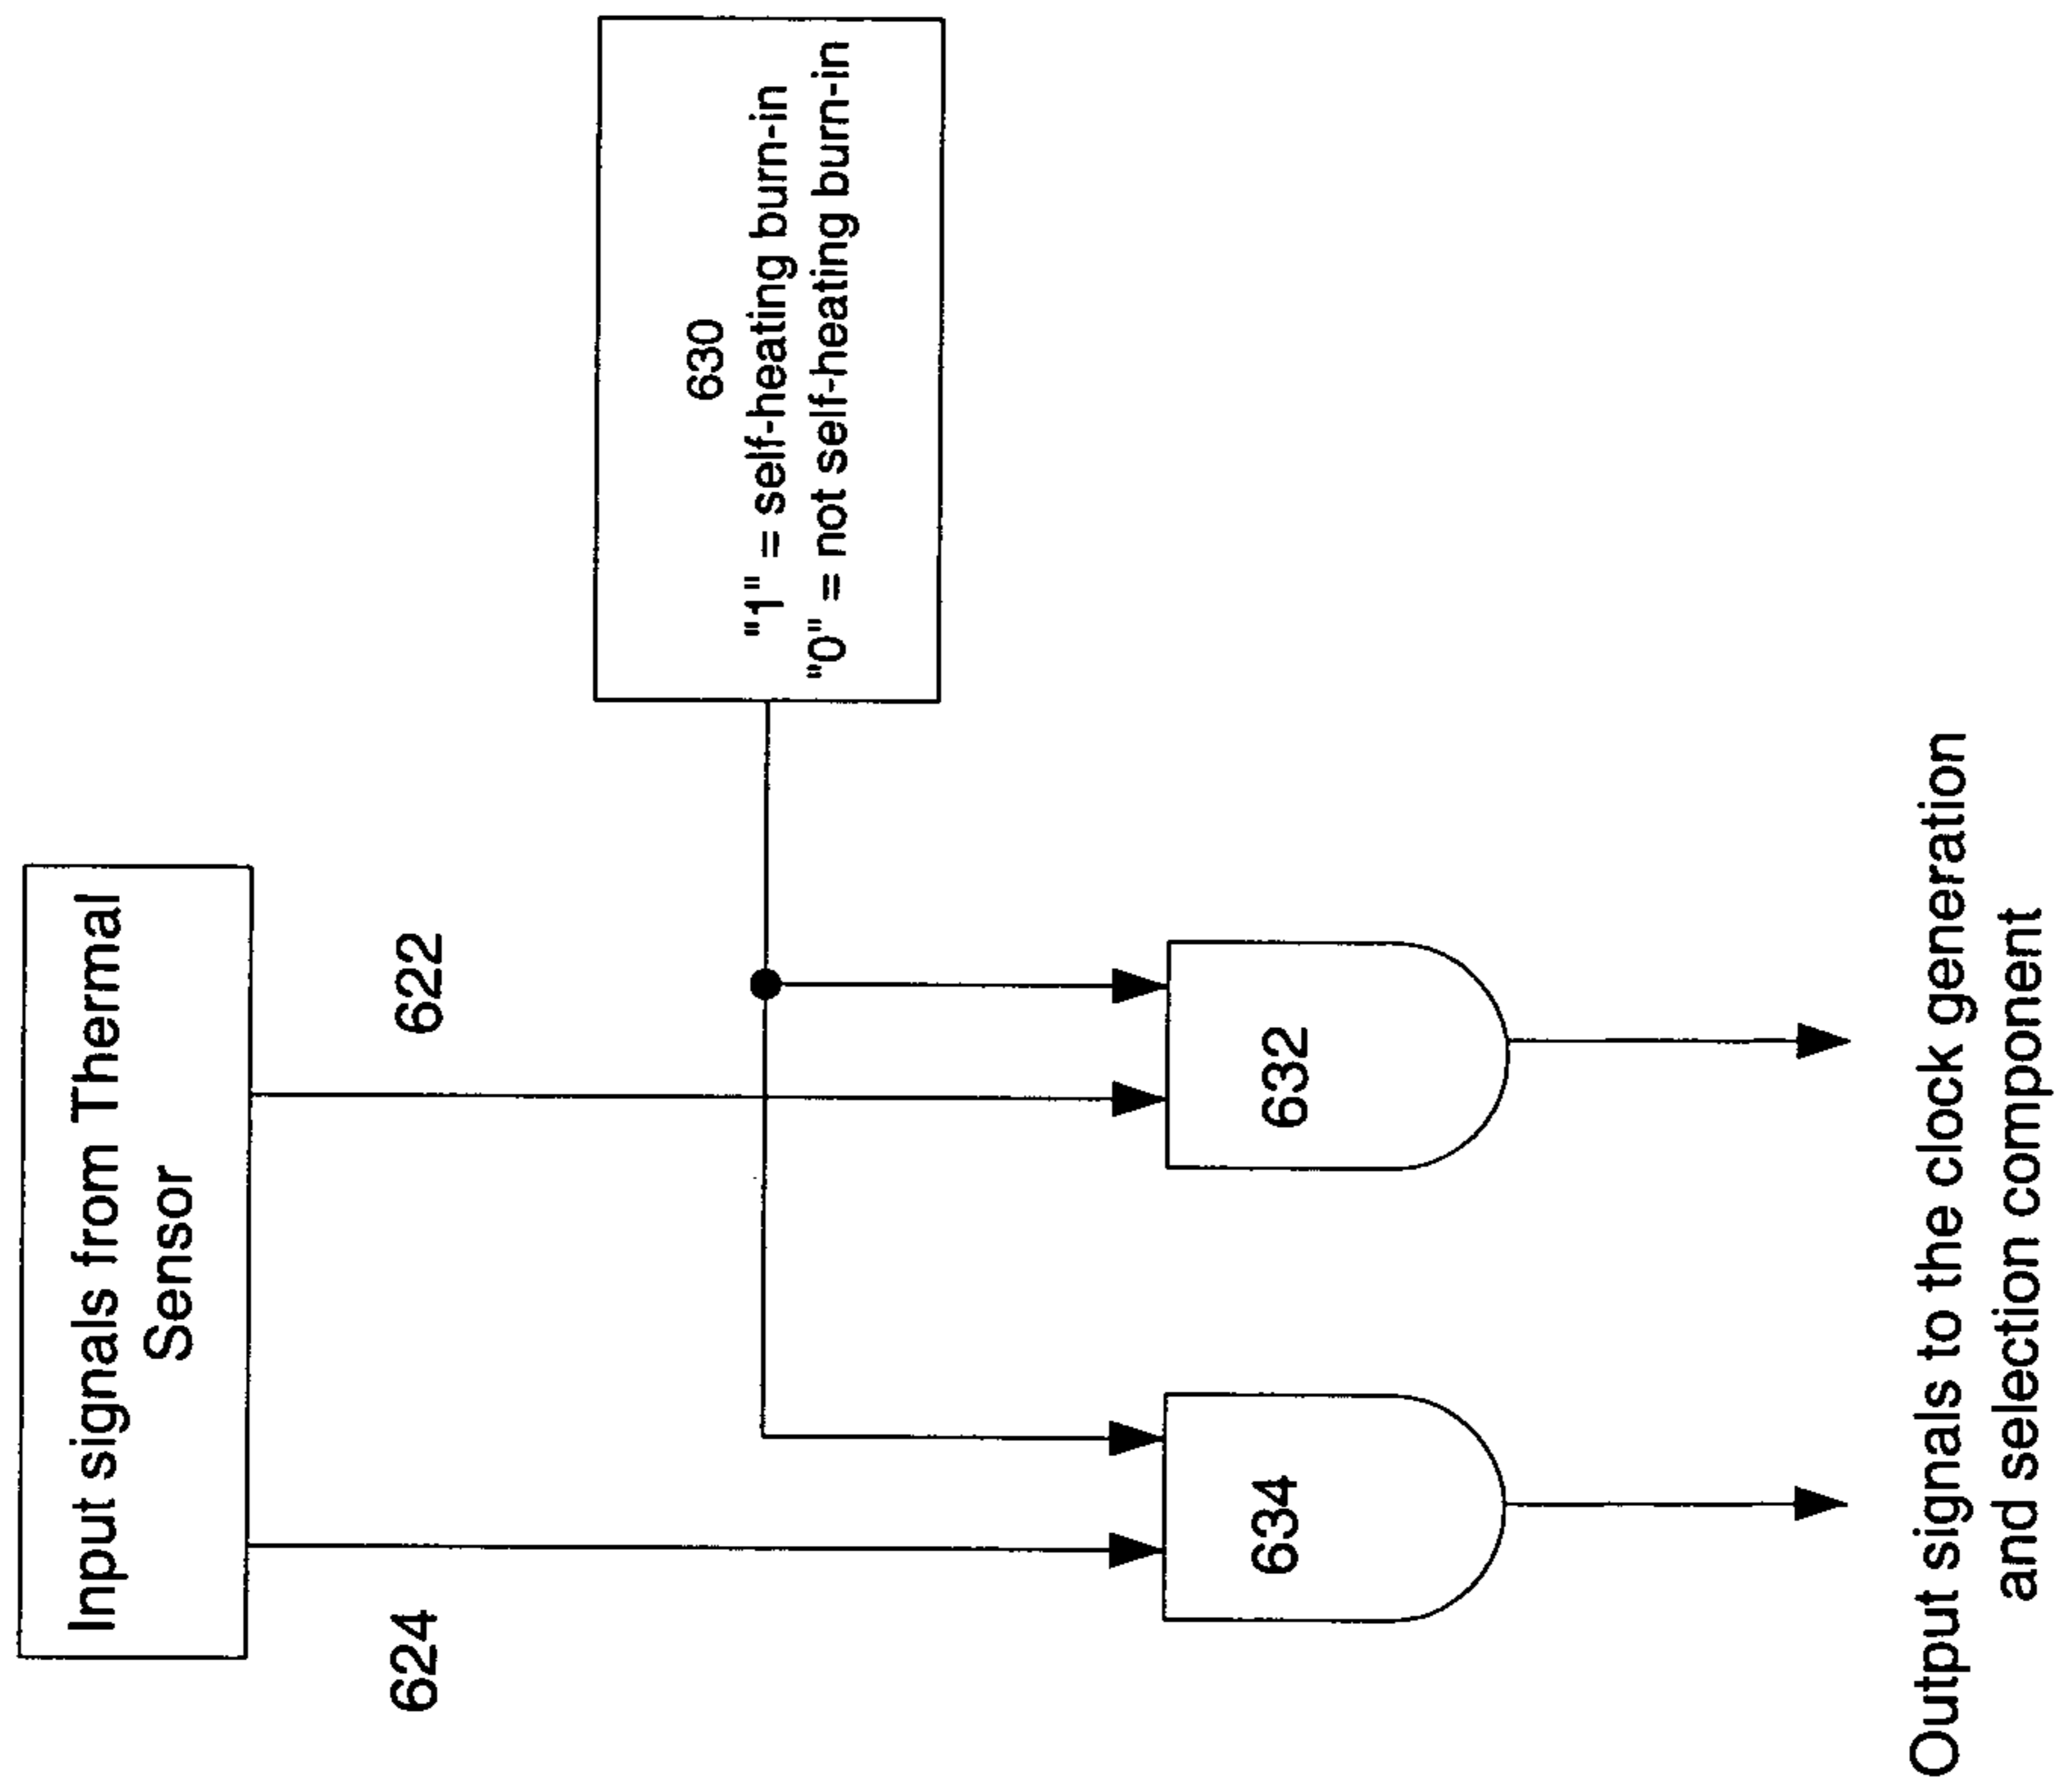 Input signals from Thermal
Sensor
624
622
630
"1" = self-heating burn-in
"0" = not self-heating burn-in
634
632
Output signals to the clock generation
and selection component